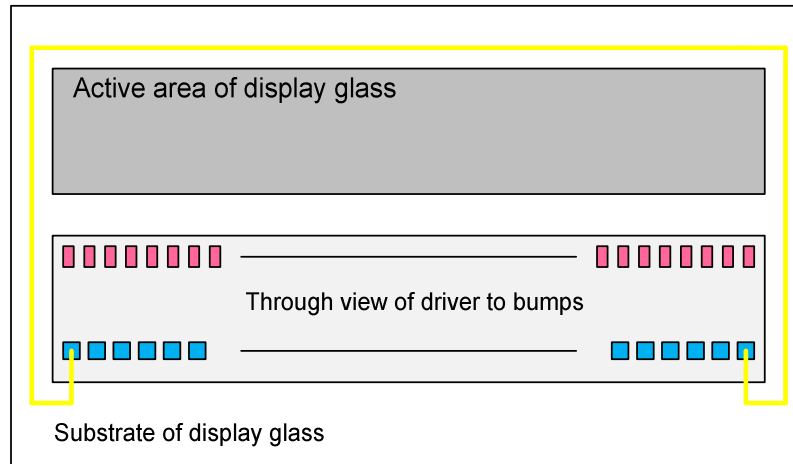 Active area of display glass
Through view of driver to bumps
Substrate of display glass